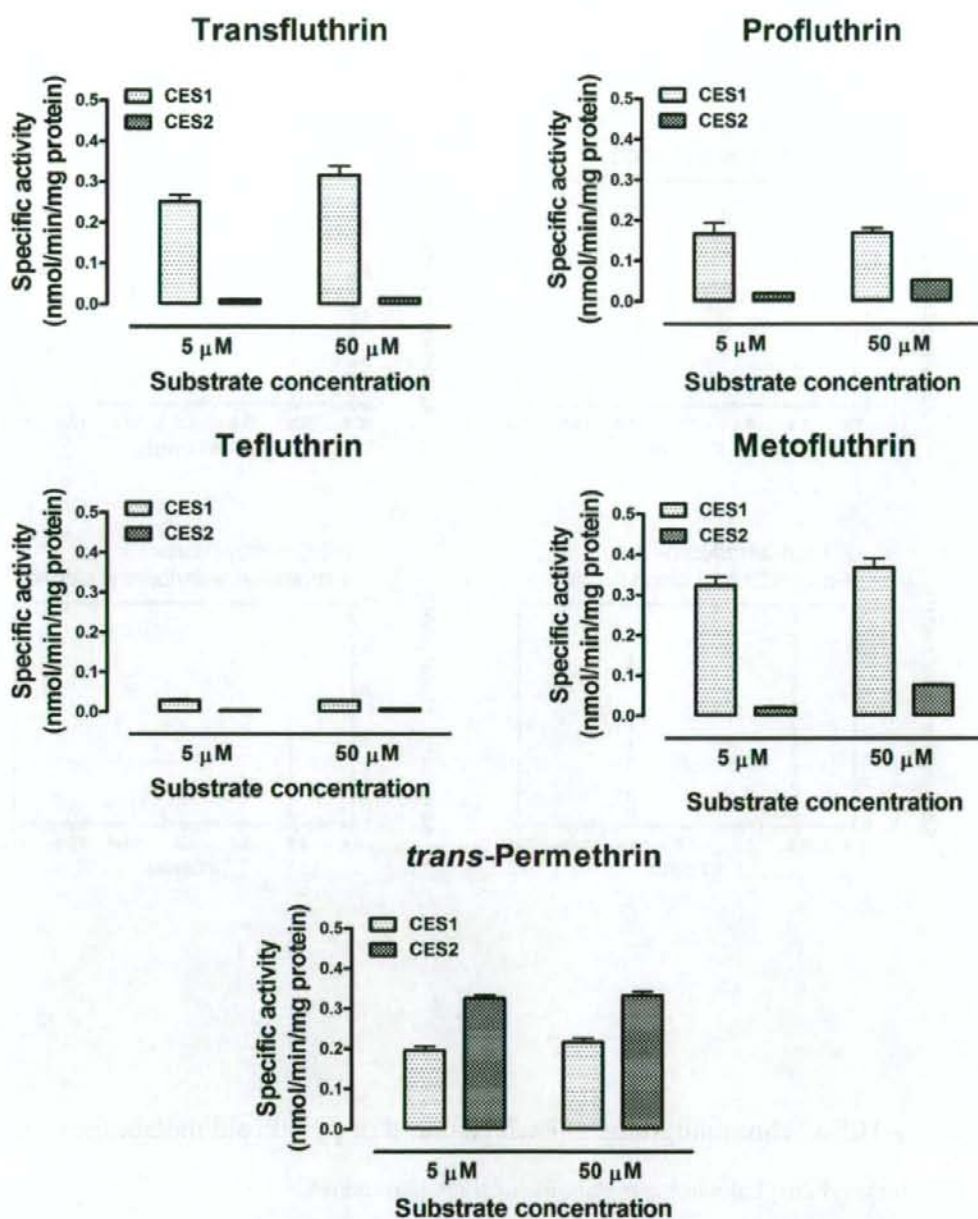 Transfluthrin
Specific activity
(nmol/min/mg protein)
0.5
0.4
0.3
0.2
0.1
0.0
CES1
CES2
5 μM
50 μM
Substrate concentration
Profluthrin
Specific activity
(nmol/min/mg protein)
0.5
0.4
0.3
0.2
0.1
0.0
CES1
CES2
5 μM
50 μM
Substrate concentration
Tefluthrin
Specific activity
(nmol/min/mg protein)
0.5
0.4
0.3
0.2
0.1
0.0
CES1
CES2
5 μM
50 μM
Substrate concentration
Metofluthrin
Specific activity
(nmol/min/mg protein)
0.5
0.4
0.3
0.2
0.1
0.0
CES1
CES2
5 μM
50 μM
Substrate concentration
trans-Permethrin
Specific activity
(nmol/min/mg protein)
0.5
0.4
0.3
0.2
0.1
0.0
CES1
CES2
5 μM
50 μM
Substrate concentration